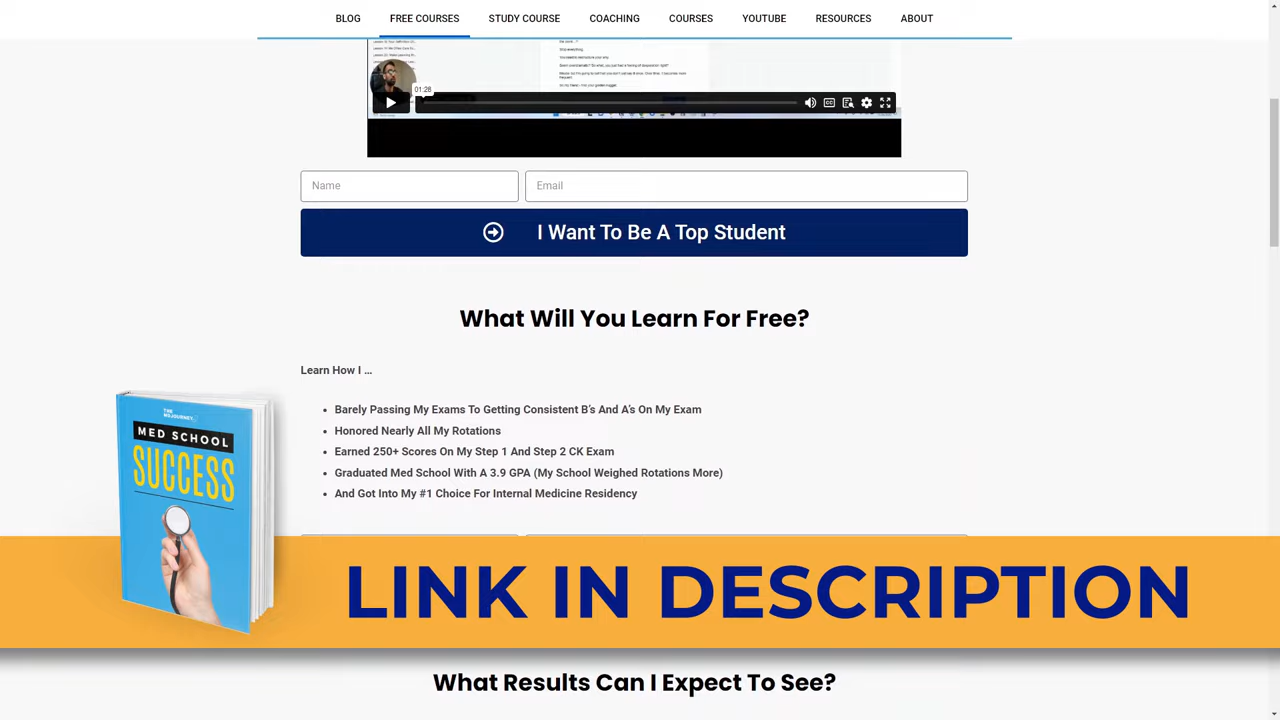 BLOG FREE COURSES STUDY COURSE COACHING COURSES YOUTUBE RESOURCES ABOUT
01:28
Name Email
I Want To Be A Top Student
What Will You Learn For Free?
Learn How I ...
• Barely Passing My Exams To Getting Consistent B's And A's On My Exam
• Honored Nearly All My Rotations
• Earned 250+ Scores On My Step 1 And Step 2 CK Exam
• Graduated Med School With A 3.9 GPA (My School Weighed Rotations More)
• And Got Into My #1 Choice For Internal Medicine Residency
THE
MDJOURNEY
MED SCHOOL
SUCCESS
LINK IN DESCRIPTION
What Results Can I Expect To See?